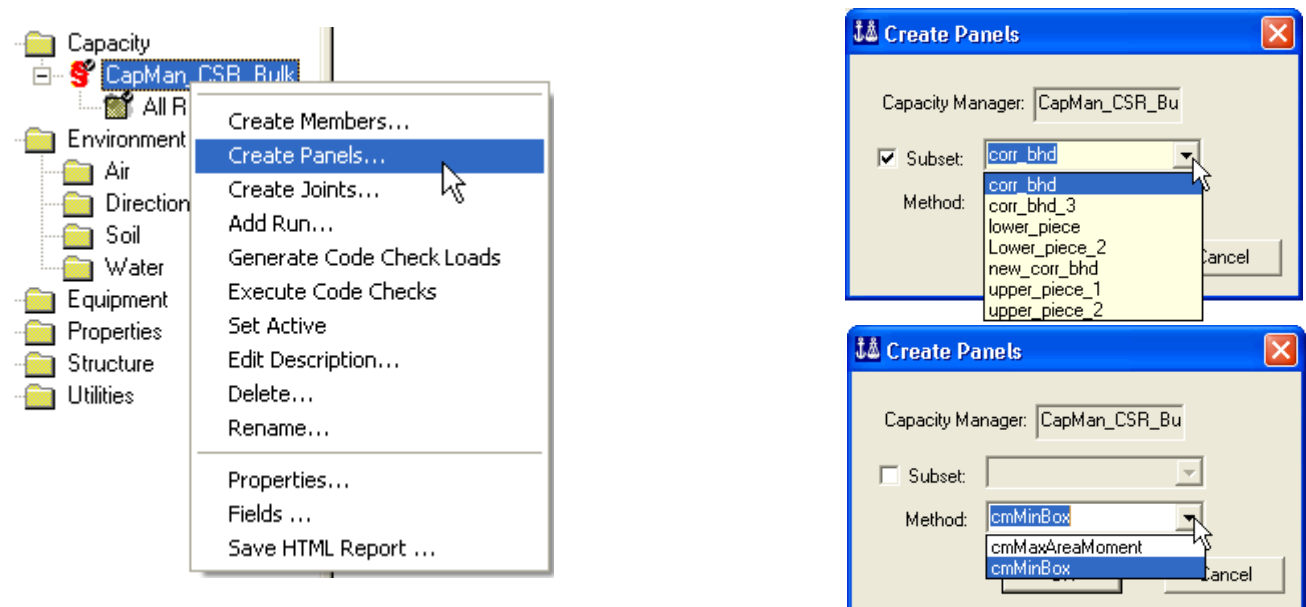 Capacity
CapMan_CSR_Bulk
All R
Environment
Air
Direction
Soil
Water
Equipment
Properties
Structure
Utilities
Create Members...
Create Panels...
Create Joints...
Add Run...
Generate Code Check Loads
Execute Code Checks
Set Active
Edit Description...
Delete...
Rename...
Properties...
Fields ...
Save HTML Report ...
Create Panels
Capacity Manager: CapMan_CSR_Bu
Subset: corr_bhd
Method:
corr_bhd
corr_bhd_3
lower_piece
Lower_piece_2
new_corr_bhd
upper_piece_1
upper_piece_2
Cancel
Create Panels
Capacity Manager: CapMan_CSR_Bu
Subset:
Method: cmMinBox
cmMaxAreaMoment
cmMinBox
Cancel